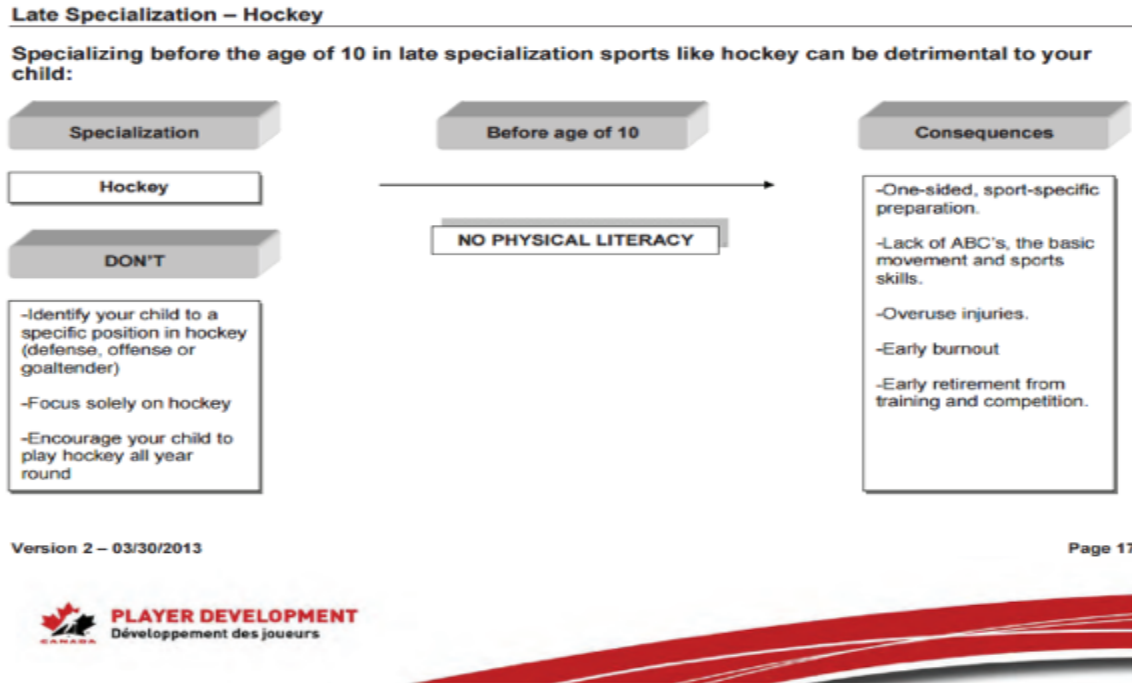 Late Specialization – Hockey
Specializing before the age of 10 in late specialization sports like hockey can be detrimental to your
child:
Specialization
Before age of 10
Consequences
Hockey
NO PHYSICAL LITERACY
DON'T
-Identify your child to a
specific position in hockey
(defense, offense or
goaltender)
-Focus solely on hockey
-Encourage your child to
play hockey all year
round
-One-sided, sport-specific
preparation.
-Lack of ABC's, the basic
movement and sports
skills.
-Overuse injuries.
-Early burnout
-Early retirement from
training and competition.
Version 2 – 03/30/2013
Page 17
CANADA
PLAYER DEVELOPMENT
Développement des joueurs